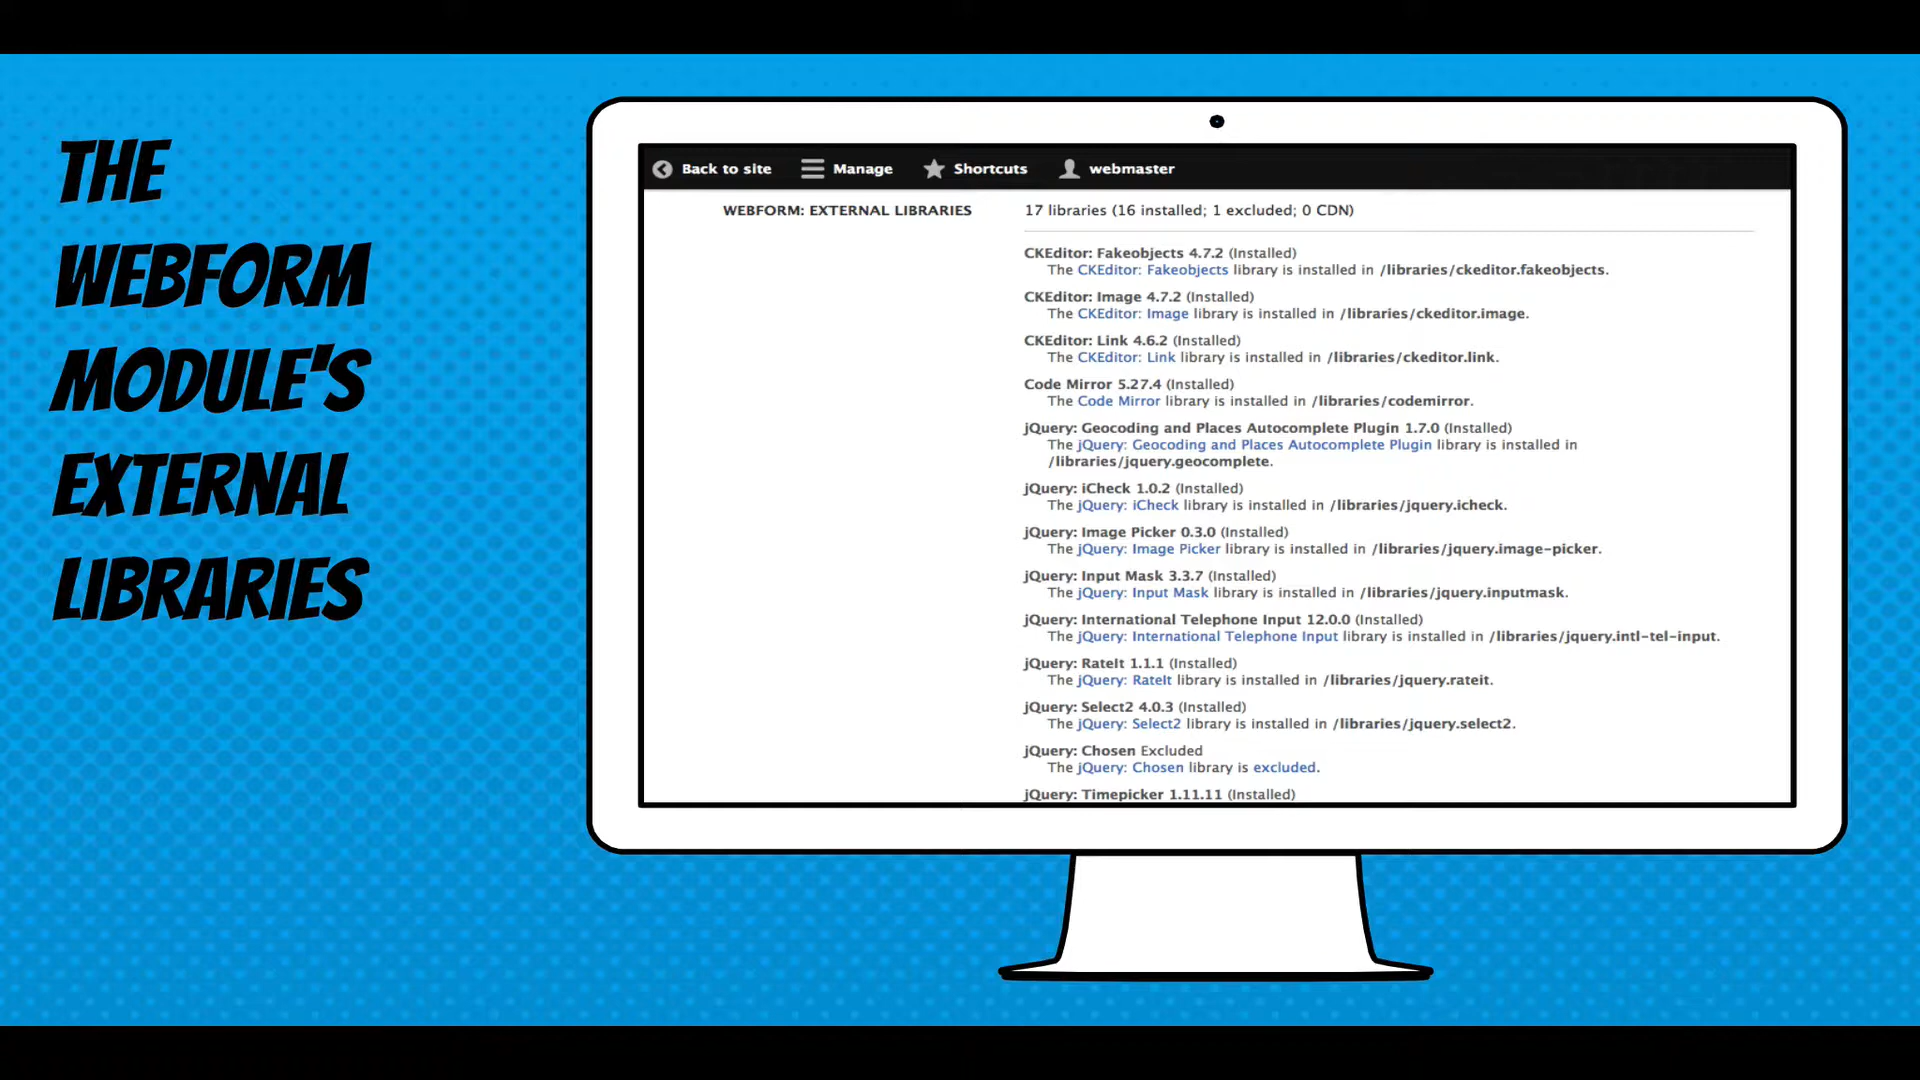 THE
WEBFORM
MODULE'S
EXTERNAL
LIBRARIES
Back to site Manage Shortcuts webmaster
WEBFORM: EXTERNAL LIBRARIES 17 libraries (16 installed; 1 excluded; 0 CDN)
CKEditor: Fakeobjects 4.7.2 (Installed)
The CKEditor: Fakeobjects library is installed in /libraries/ckeditor.fakeobjects.
CKEditor: Image 4.7.2 (Installed)
The CKEditor: Image library is installed in /libraries/ckeditor.image.
CKEditor: Link 4.6.2 (Installed)
The CKEditor: Link library is installed in /libraries/ckeditor.link.
Code Mirror 5.27.4 (Installed)
The Code Mirror library is installed in /libraries/codemirror.
jQuery: Geocoding and Places Autocomplete Plugin 1.7.0 (Installed)
The jQuery: Geocoding and Places Autocomplete Plugin library is installed in
/libraries/jquery.geocomplete.
jQuery: iCheck 1.0.2 (Installed)
The jQuery: iCheck library is installed in /libraries/jquery.icheck.
jQuery: Image Picker 0.3.0 (Installed)
The jQuery: Image Picker library is installed in /libraries/jquery.image-picker.
jQuery: Input Mask 3.3.7 (Installed)
The jQuery: Input Mask library is installed in /libraries/jquery.inputmask.
jQuery: International Telephone Input 12.0.0 (Installed)
The jQuery: International Telephone Input library is installed in /libraries/jquery.intl-tel-input.
jQuery: RateIt 1.1.1 (Installed)
The jQuery: RateIt library is installed in /libraries/jquery.rateit.
jQuery: Select2 4.0.3 (Installed)
The jQuery: Select2 library is installed in /libraries/jquery.select2.
jQuery: Chosen Excluded
The jQuery: Chosen library is excluded.
jQuery: Timepicker 1.11.11 (Installed)